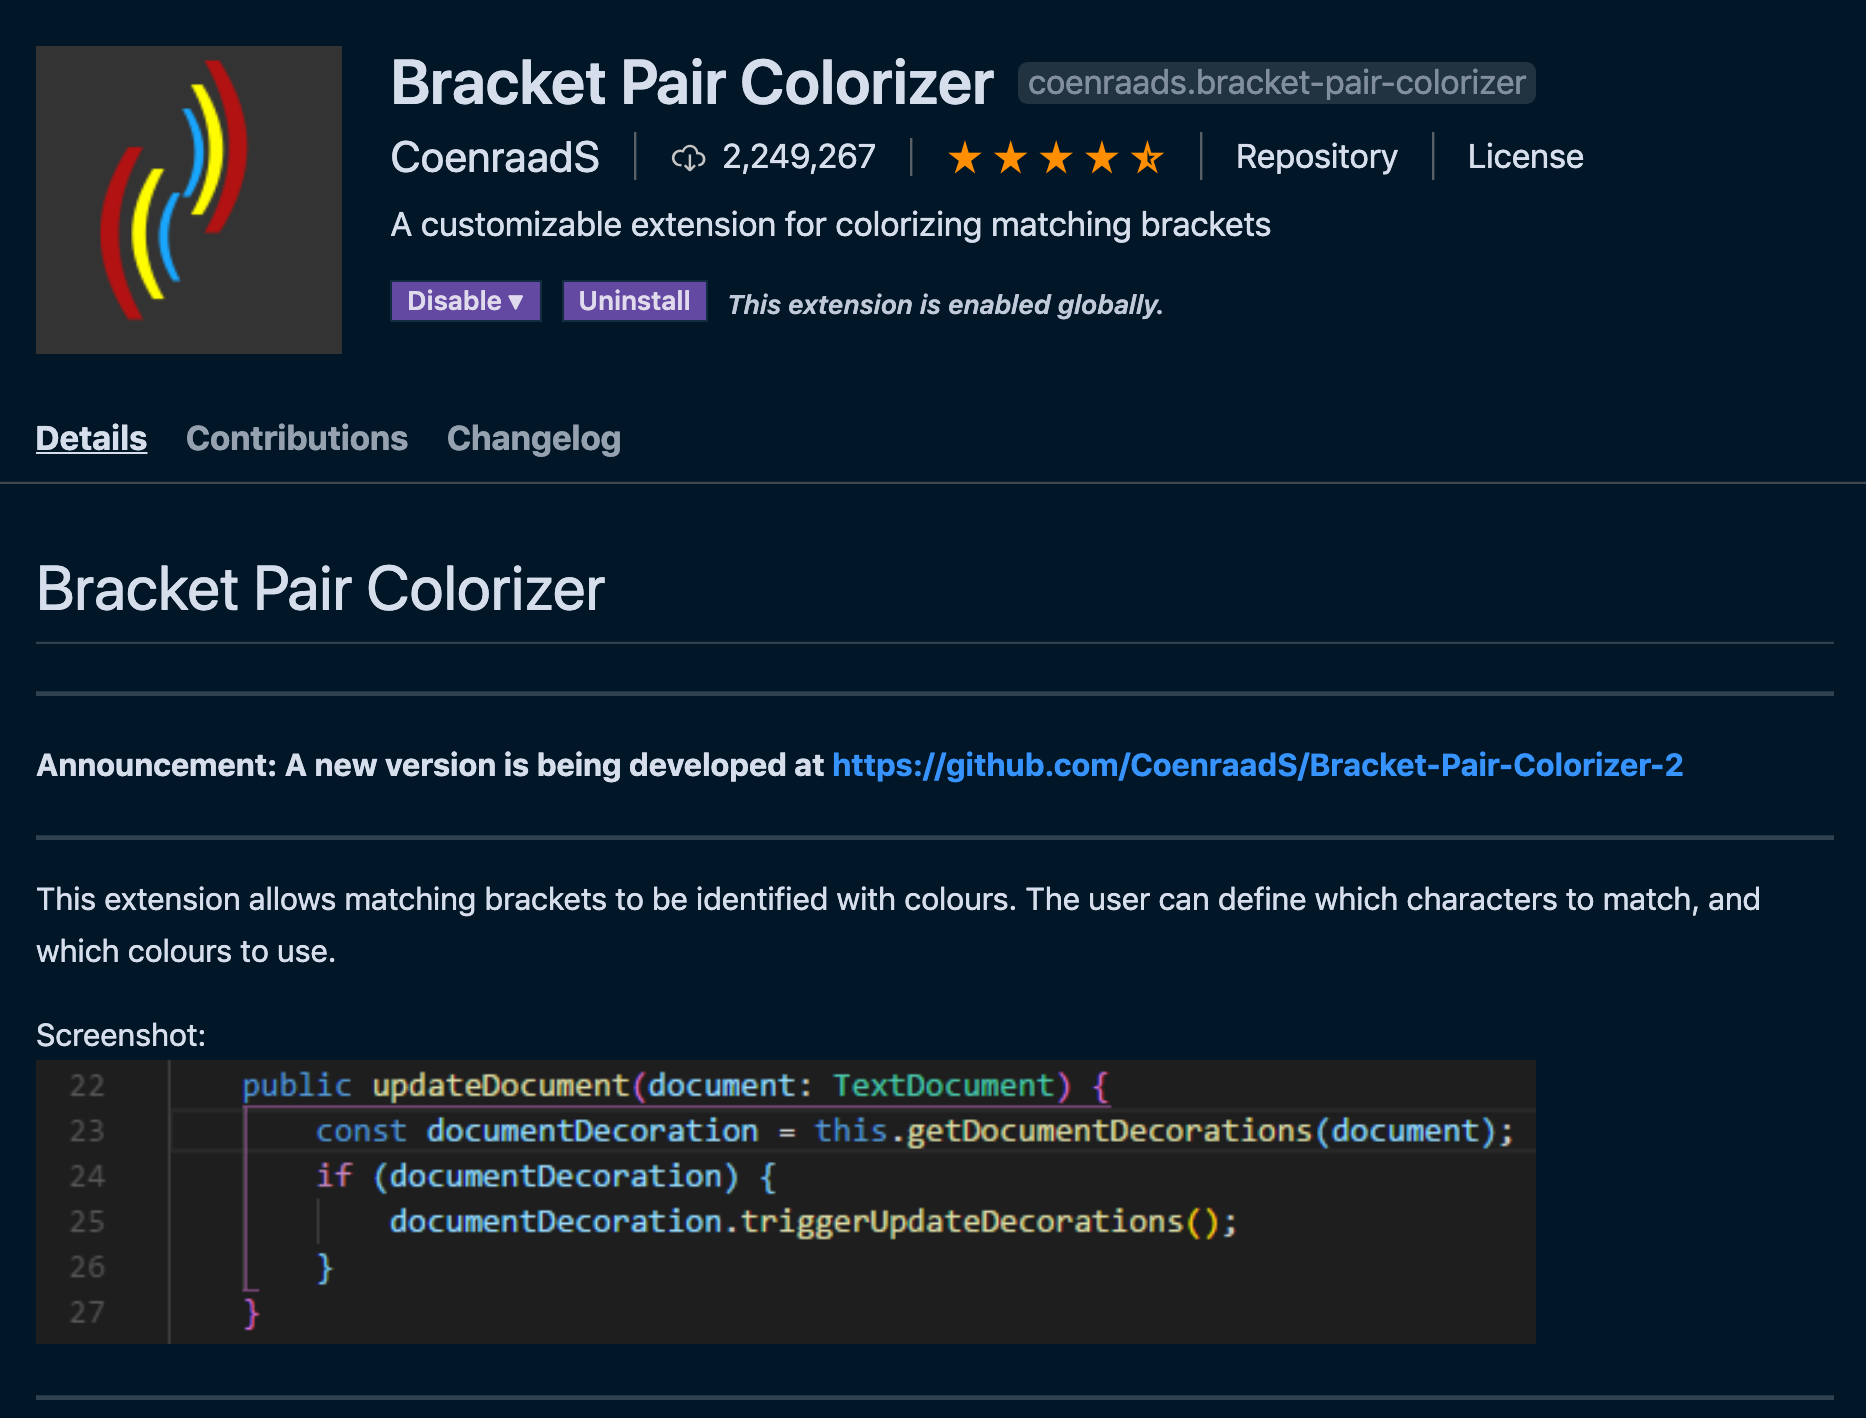 Bracket Pair Colorizer coenraads.bracket-pair-colorizer
CoenraadS 2,249,267 Repository License
A customizable extension for colorizing matching brackets
Disable ▼ Uninstall This extension is enabled globally.
Details Contributions Changelog
Bracket Pair Colorizer
Announcement: A new version is being developed at https://github.com/CoenraadS/Bracket-Pair-Colorizer-2
This extension allows matching brackets to be identified with colours. The user can define which characters to match, and
which colours to use.
Screenshot:
22 public updateDocument(document: TextDocument) {
23 const documentDecoration = this.getDocumentDecorations(document);
24 if (documentDecoration) {
25 documentDecoration.triggerUpdateDecorations();
26 }
27 }